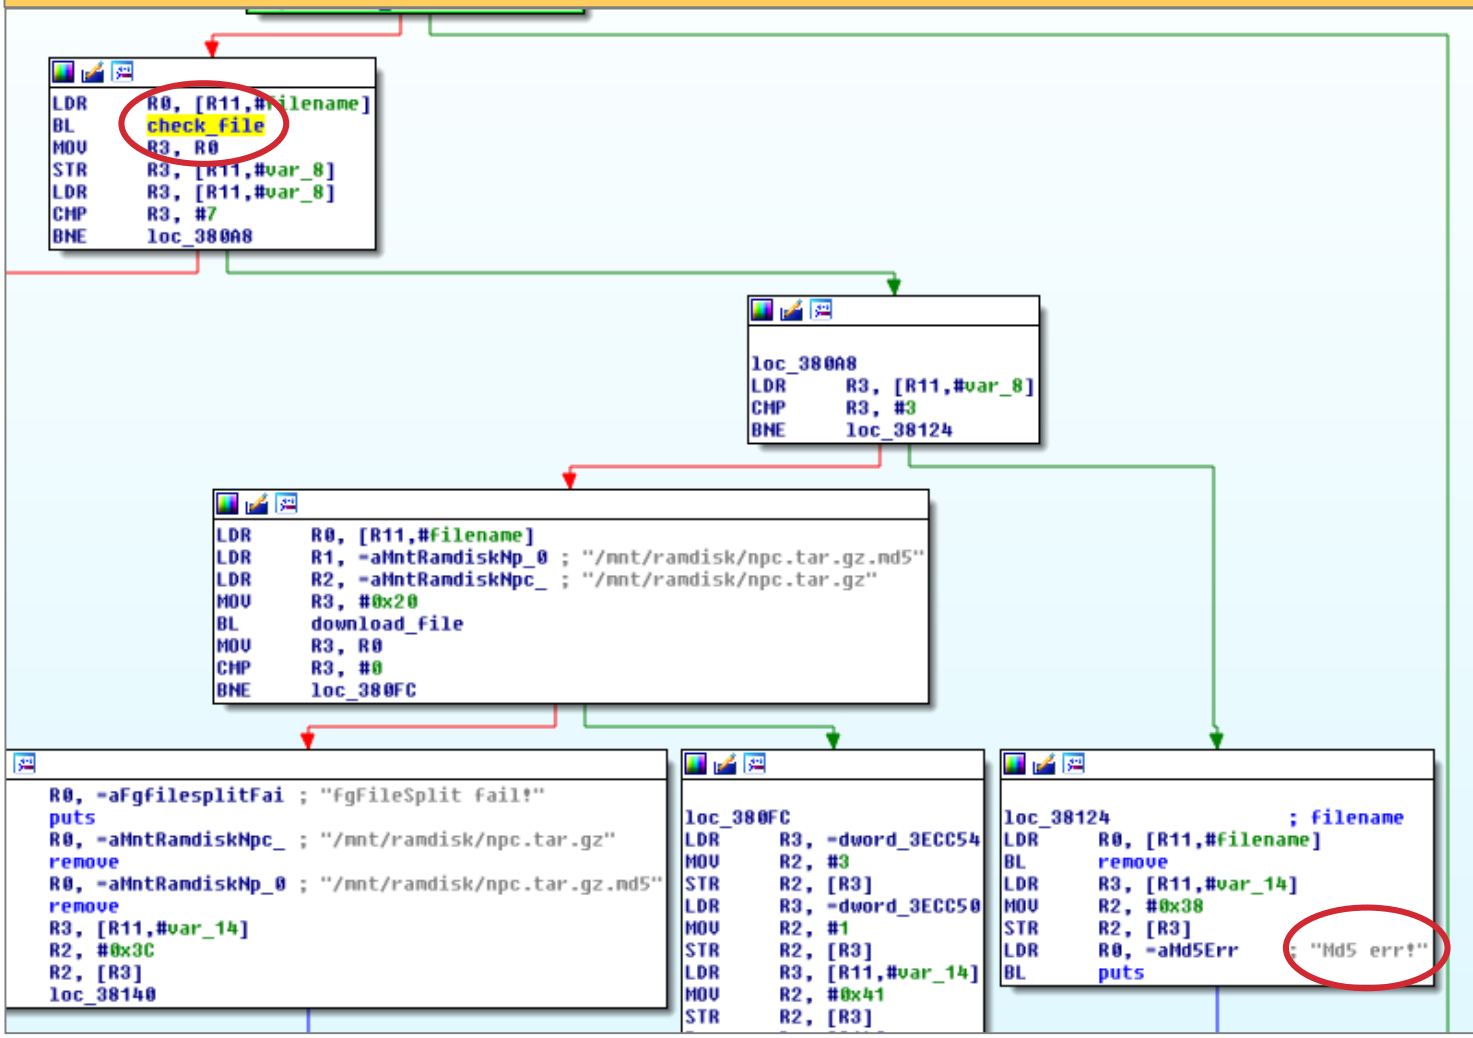 LDR R0, [R11,#filename]
BL check_file
MOV R3, R0
STR R3, [R11,#var_8]
LDR R3, [R11,#var_8]
CMP R3, #7
BNE loc_380A8
loc_380A8
LDR R3, [R11,#var_8]
CMP R3, #3
BNE loc_38124
LDR R0, [R11,#filename]
LDR R1, =aMntRamdiskNp_0 ; "/mnt/ramdisk/npc.tar.gz.md5"
LDR R2, =aMntRamdiskNpc_ ; "/mnt/ramdisk/npc.tar.gz"
MOV R3, #0x20
BL download_file
MOV R3, R0
CMP R3, #0
BNE loc_380FC
R0, =aFgfilesplitFai ; "fgFileSplit fail!"
puts
R0, =aMntRamdiskNpc_ ; "/mnt/ramdisk/npc.tar.gz"
remove
R0, =aMntRamdiskNp_0 ; "/mnt/ramdisk/npc.tar.gz.md5"
remove
R3, [R11,#var_14]
R2, #0x3C
R2, [R3]
loc_38140
loc_380FC
LDR R3, =dword_3ECC54
MOV R2, #3
STR R2, [R3]
LDR R3, =dword_3ECC50
MOV R2, #1
STR R2, [R3]
LDR R3, [R11,#var_14]
MOV R2, #0x41
STR R2, [R3]
loc_38124 ; filename
LDR R0, [R11,#filename]
BL remove
LDR R3, [R11,#var_14]
MOV R2, #0x38
STR R2, [R3]
LDR R0, =aMd5Err ; "Md5 err!"
BL puts